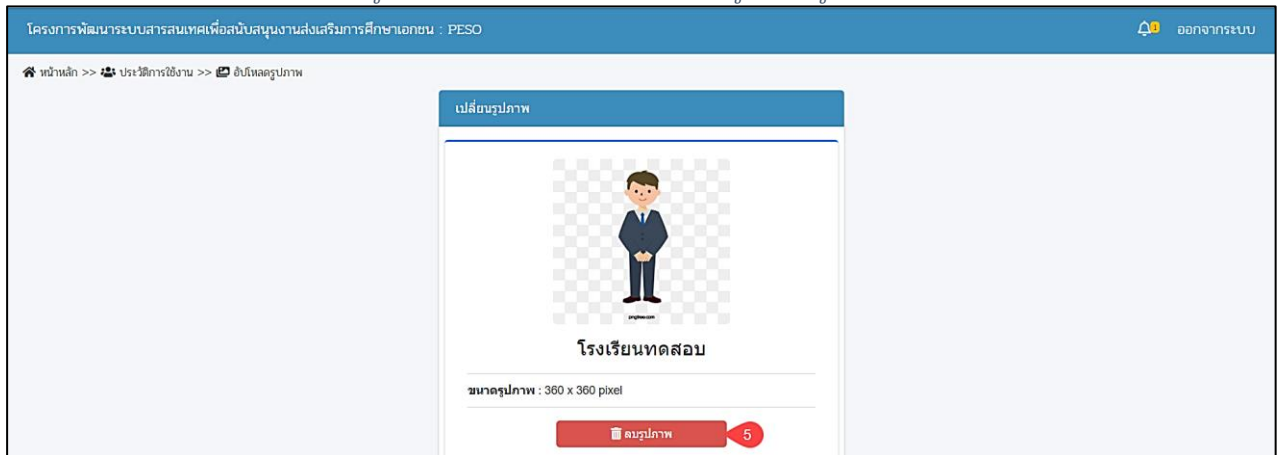 โครงการพัฒนาระบบสารสนเทศเพื่อสนับสนุนงานส่งเสริมการศึกษาเอกชน : PESO
1 ออกจากระบบ
หน้าหลัก >> ประวัติการใช้งาน >> อัปโหลดรูปภาพ
เปลี่ยนรูปภาพ
pngtree.com
โรงเรียนทดสอบ
ขนาดรูปภาพ : 360 x 360 pixel
ลบรูปภาพ 5